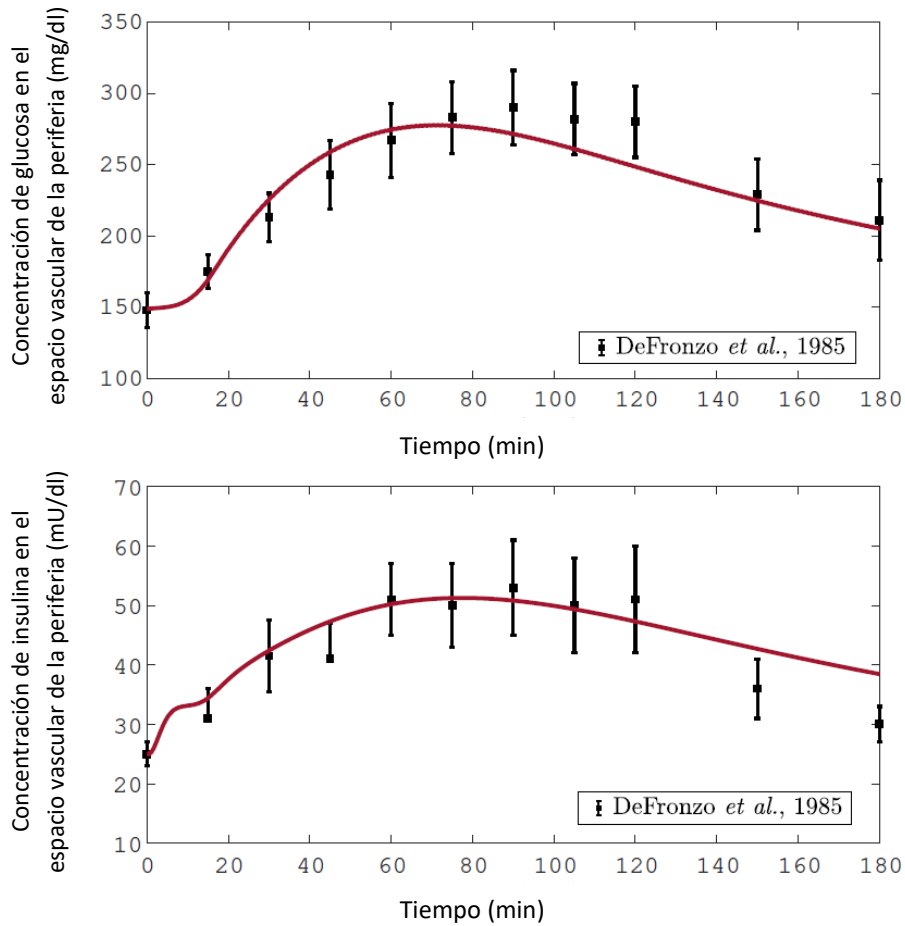 Concentración de glucosa en el
espacio vascular de la periferia (mg/dl)
350
300
250
200
150
100
DeFronzo et al., 1985
0 20 40 60 80 100 120 140 160 180
Tiempo (min)
Concentración de insulina en el
espacio vascular de la periferia (mU/dl)
70
60
50
40
30
20
10
DeFronzo et al., 1985
0 20 40 60 80 100 120 140 160 180
Tiempo (min)